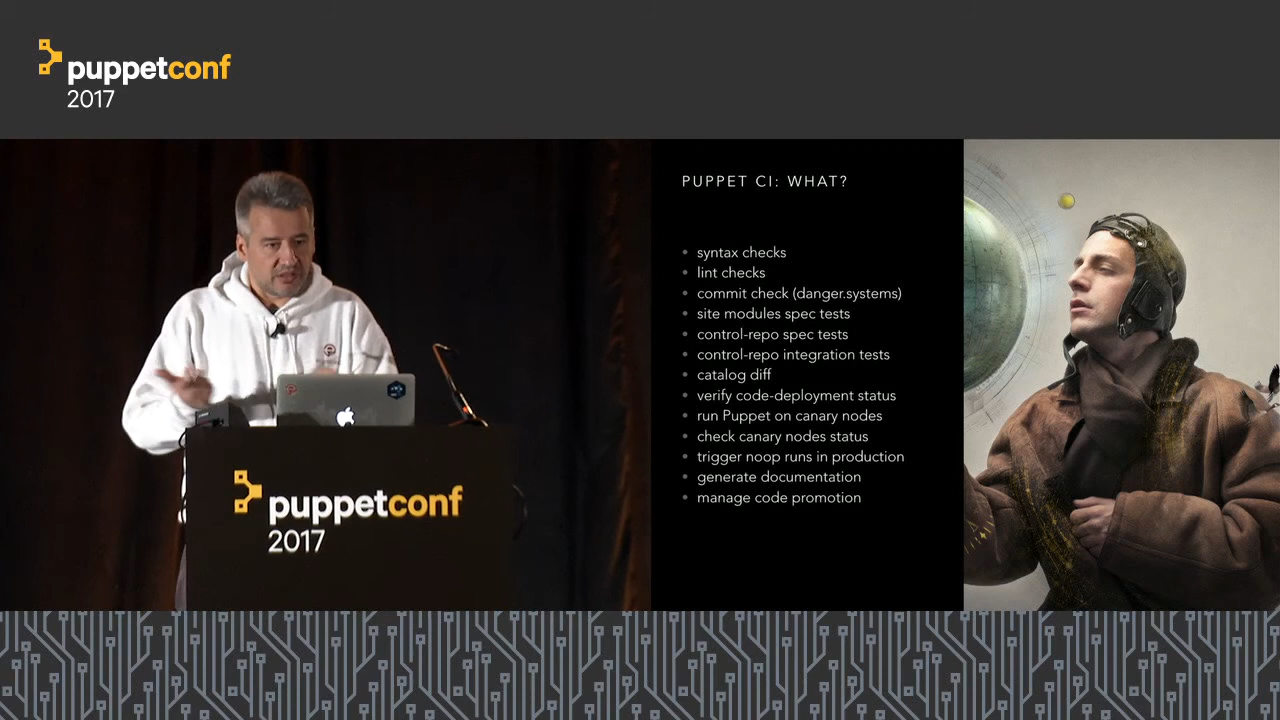 puppetconf
2017
PUPPET CI: WHAT?
• syntax checks
• lint checks
• commit check (danger.systems)
• site modules spec tests
• control-repo spec tests
• control-repo integration tests
• catalog diff
• verify code-deployment status
• run Puppet on canary nodes
• check canary nodes status
• trigger noop runs in production
• generate documentation
• manage code promotion
puppetconf
2017